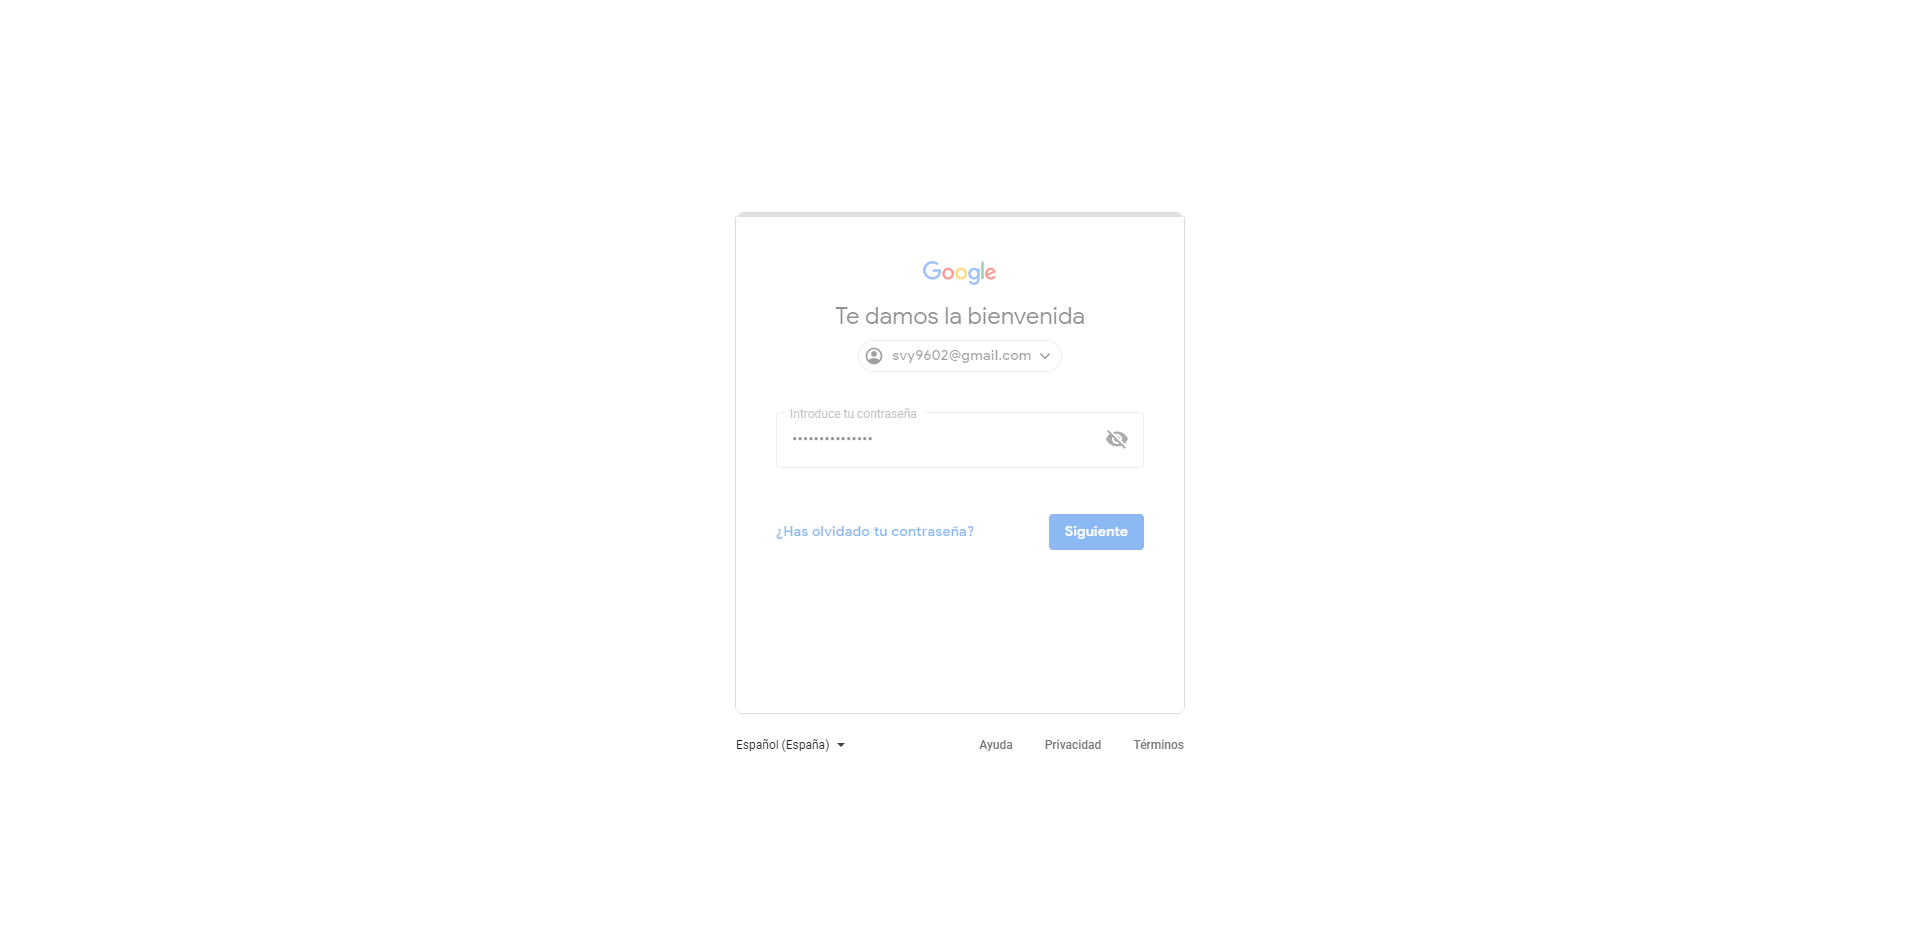 Google
Te damos la bienvenida
svy9602@gmail.com
Introduce tu contraseña
•••••••••••••••
¿Has olvidado tu contraseña?
Siguiente
Español (España)
Ayuda
Privacidad
Términos